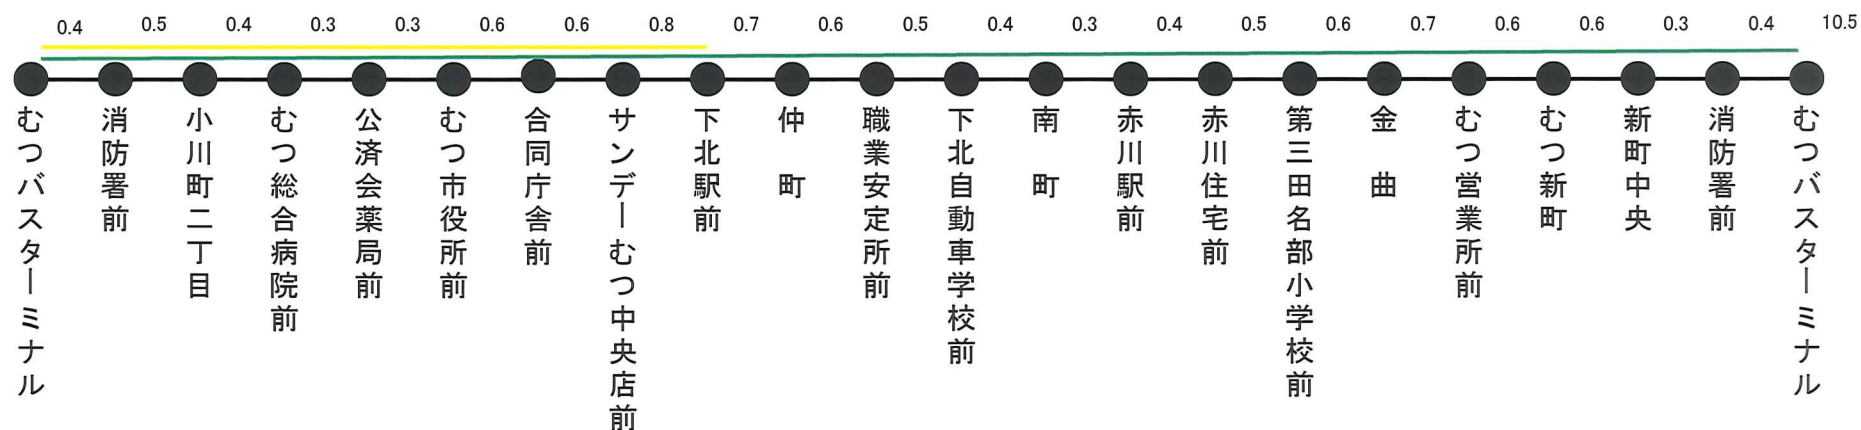 0.4 0.5 0.4 0.3 0.3 0.6 0.6 0.8 0.7 0.6 0.5 0.4 0.3 0.4 0.5 0.6 0.7 0.6 0.6 0.3 0.4 10.5
むつバスターミナル
消防署前
小川町二丁目
むつ総合病院前
公済会薬局前
むつ市役所前
合同庁舎前
サンデーむつ中央店前
下北駅前
仲町
職業安定所前
下北自動車学校前
南町
赤川駅前
赤川住宅前
第三田名部小学校前
金曲
むつ営業所前
むつ新町
新町中央
消防署前
むつバスターミナル